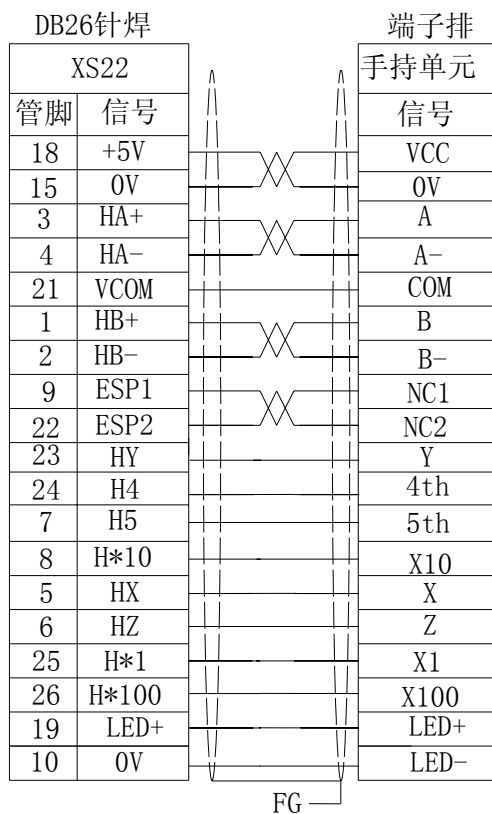 DB26针焊 端子排
XS22 手持单元
管脚 信号 信号
18 +5V VCC
15 0V 0V
3 HA+ A
4 HA- A-
21 VCOM COM
1 HB+ B
2 HB- B-
9 ESP1 NC1
22 ESP2 NC2
23 HY Y
24 H4 4th
7 H5 5th
8 H*10 X10
5 HX X
6 HZ Z
25 H*1 X1
26 H*100 X100
19 LED+ LED+
10 0V LED-
FG